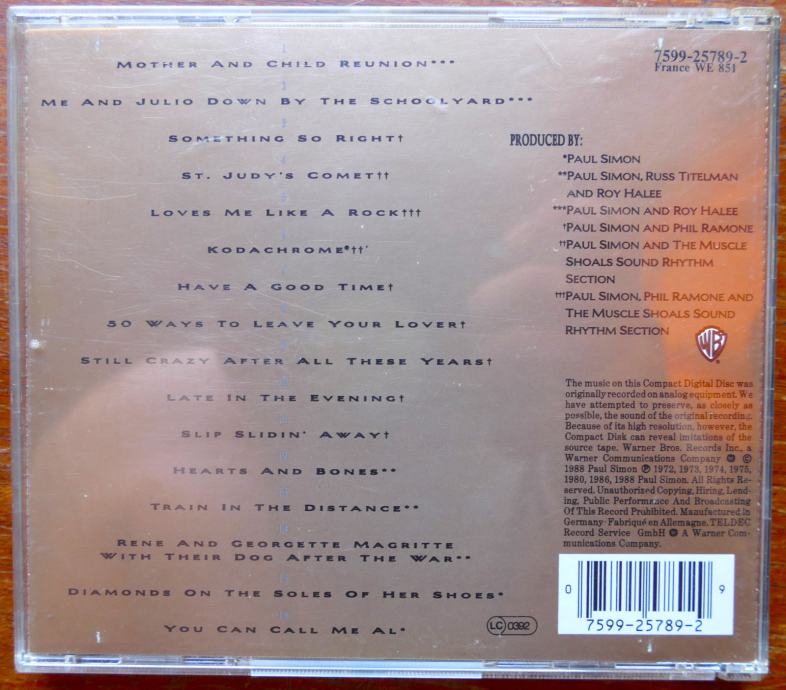 MOTHER AND CHILD REUNION***
ME AND JULIO DOWN BY THE SCHOOLYARD***
SOMETHING SO RIGHT†
ST. JUDY'S COMET††
LOVES ME LIKE A ROCK†††
KODACHROME®††
HAVE A GOOD TIME†
50 WAYS TO LEAVE YOUR LOVER†
STILL CRAZY AFTER ALL THESE YEARS†
LATE IN THE EVENING†
SLIP SLIDIN' AWAY†
HEARTS AND BONES**
TRAIN IN THE DISTANCE**
RENE AND GEORGETTE MAGRITTE
WITH THEIR DOG AFTER THE WAR**
DIAMONDS ON THE SOLES OF HER SHOES*
YOU CAN CALL ME AL*
7599-25789-2
France WE 851
PRODUCED BY:
*PAUL SIMON
**PAUL SIMON, RUSS TITELMAN
AND ROY HALEE
***PAUL SIMON AND ROY HALEE
†PAUL SIMON AND PHIL RAMONE
††PAUL SIMON AND THE MUSCLE
SHOALS SOUND RHYTHM
SECTION
†††PAUL SIMON, PHIL RAMONE AND
THE MUSCLE SHOALS SOUND
RHYTHM SECTION
WB
The music on this Compact Digital Disc was
originally recorded on analog equipment. We
have attempted to preserve, as closely as
possible, the sound of the original recording.
Because of its high resolution, however, the
Compact Disk can reveal imitations of the
source tape. Warner Bros. Records Inc., a
Warner Communications Company ©
1988 Paul Simon ℗ 1972, 1973, 1974, 1975,
1980, 1986, 1988 Paul Simon. All Rights Re-
served. Unauthorized Copying, Hiring, Lend-
ing, Public Performance And Broadcasting
Of This Record Prohibited. Manufactured in
Germany·Fabriqué en Allemagne. TELDEC
Record Service GmbH A Warner Com-
munications Company.
LC 0392
0 9
7599-25789-2